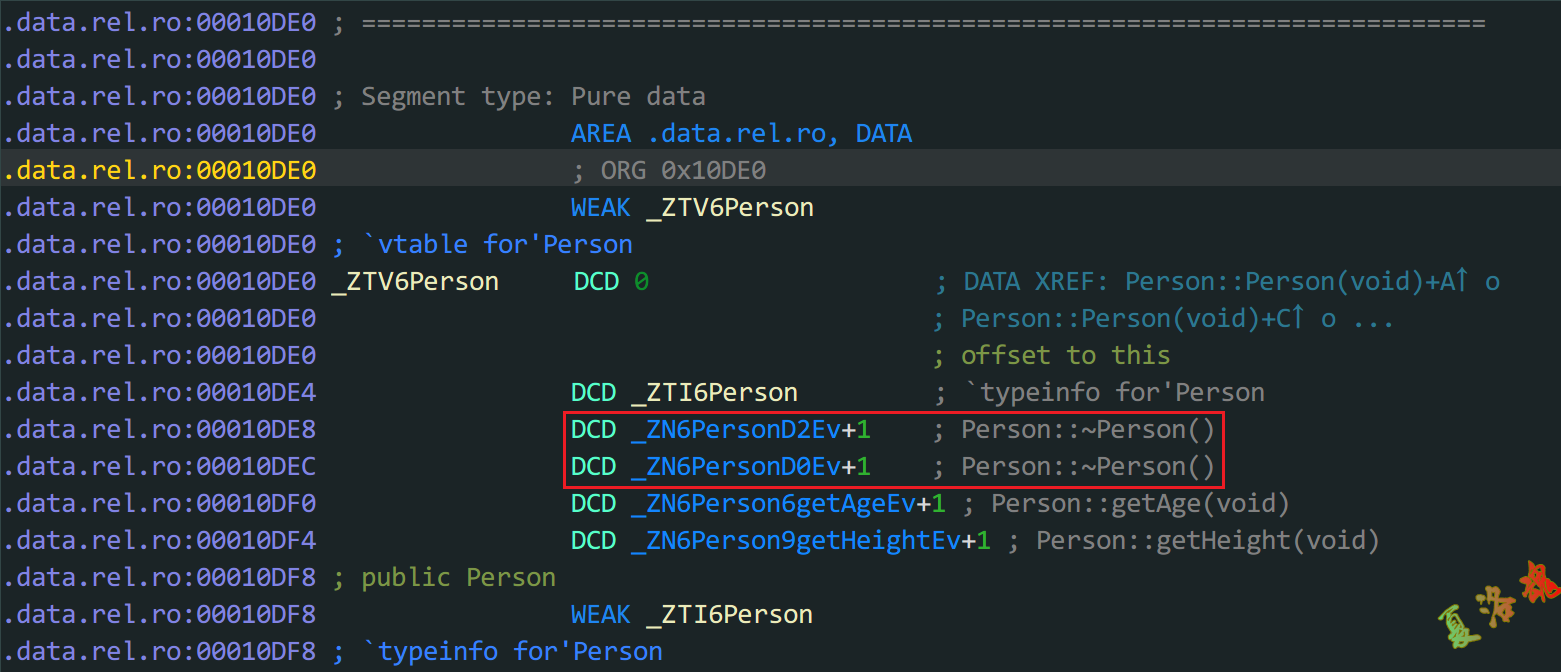 .data.rel.ro:00010DE0 ; ===========================================================================
.data.rel.ro:00010DE0
.data.rel.ro:00010DE0 ; Segment type: Pure data
.data.rel.ro:00010DE0 AREA .data.rel.ro, DATA
.data.rel.ro:00010DE0 ; ORG 0x10DE0
.data.rel.ro:00010DE0 WEAK _ZTV6Person
.data.rel.ro:00010DE0 ; `vtable for'Person
.data.rel.ro:00010DE0 _ZTV6Person DCD 0 ; DATA XREF: Person::Person(void)+A↑ o
.data.rel.ro:00010DE0 ; Person::Person(void)+C↑ o ...
.data.rel.ro:00010DE0 ; offset to this
.data.rel.ro:00010DE4 DCD _ZTI6Person ; `typeinfo for'Person
.data.rel.ro:00010DE8 DCD _ZN6PersonD2Ev+1 ; Person::~Person()
.data.rel.ro:00010DEC DCD _ZN6PersonD0Ev+1 ; Person::~Person()
.data.rel.ro:00010DF0 DCD _ZN6Person6getAgeEv+1 ; Person::getAge(void)
.data.rel.ro:00010DF4 DCD _ZN6Person9getHeightEv+1 ; Person::getHeight(void)
.data.rel.ro:00010DF8 ; public Person
.data.rel.ro:00010DF8 WEAK _ZTI6Person
.data.rel.ro:00010DF8 ; `typeinfo for'Person